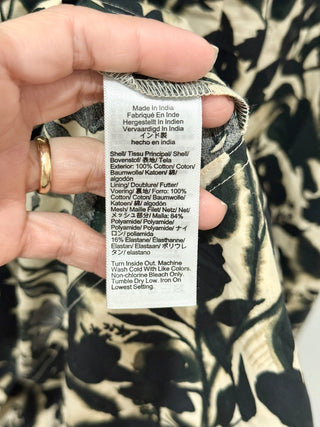 Made in India
Fabriqué En Inde
Hergestellt in Indien
Vervaardigd In India
インド製
hecho en india
Shell/ Tissu Principel/ Shell/
Bovenstof/ 表地/ Tela
Exterior: 100% Cotton/ Coton/
Baumwolle/ Katoen/ 綿/
algodón
Lining/ Doublure/ Futter/
Voering/ 裏地/ Forro: 100%
Cotton/ Coton/ Baumwolle/
Katoen/ 綿/ algodón
Mesh/ Maille Filet/ Netz/ Net/
メッシュ部分/ Malla: 84%
Polyamide/ Polyamide/
Polyamid/ Polyamide/ ナイ
ロン/ poliamida
16% Elastane/ Élasthanne/
Elastan/ Elastaan/ ポリウレ
タン/ elastano
Turn Inside Out. Machine
Wash Cold With Like Colors.
Non-chlorine Bleach Only.
Tumble Dry Low. Iron On
Lowest Setting.